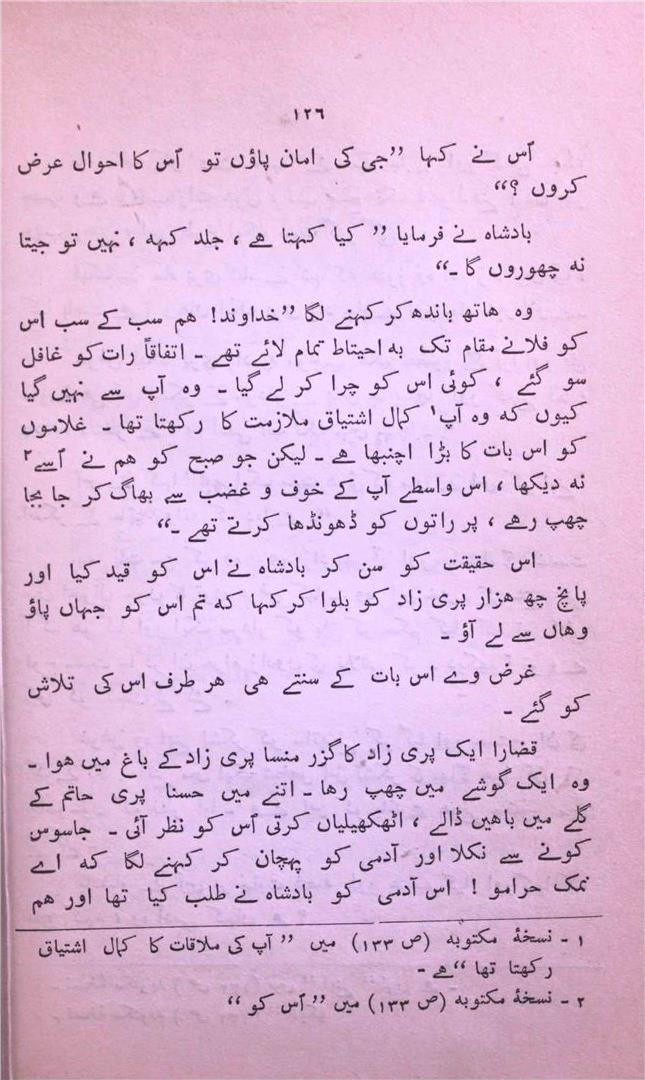 ۱۲۶
اُس نے کہا ”جی کی امان پاؤں تو اُس کا احوال عرض
کروں ؟“
بادشاہ نے فرمایا ” کیا کہتا ہے ، جلد کہہ ، نہیں تو جیتا
نہ چھوروں گا ۔“
وہ ہاتھ باندھ کر کہنے لگا ”خداوند! ہم سب کے سب اس
کو فلانے مقام تک بہ احیتاط تمام لائے تھے ۔ اتفاقاً رات کو غافل
سو گئے ، کوئی اس کو چرا کر لے گیا ۔ وہ آپ سے نہیں گیا
کیوں کہ وہ آپ۱ کمال اشتیاق ملازمت کا رکھتا تھا ۔ غلاموں
کو اس بات کا بڑا اچنبھا ہے ۔ لیکن جو صبح کو ہم نے اُسے۲
نہ دیکھا ، اس واسطے آپ کے خوف و غضب سے بھاگ کر جا بجا
چھپ رہے ، پر راتوں کو ڈھونڈھا کرتے تھے ۔“
اس حقیقت کو سن کر بادشاہ نے اس کو قید کیا اور
پانچ چھ ہزار پری زاد کو بلوا کر کہا کہ تم اس کو جہاں پاؤ
وہاں سے لے آؤ ۔
غرض وے اس بات کے سنتے ہی ہر طرف اس کی تلاش
کو گئے ۔
قضارا ایک پری زاد کا گزر منسا پری زاد کے باغ میں ہوا ۔
وہ ایک گوشے میں چھپ رہا ۔ اتنے میں حسنا پری حاتم کے
گلے میں باھیں ڈالے ، اٹھکھیلیاں کرتی اُس کو نظر آئی ۔ جاسوس
کونے سے نکلا اور آدمی کو پہچان کر کہنے لگا کہ اے
نمک حرامو ! اس آدمی کو بادشاہ نے طلب کیا تھا اور ہم
۱ ۔ نسخۂ مکتوبہ (ص ۱۳۳) میں ” آپ کی ملاقات کا کمال اشتیاق
رکھتا تھا “ ہے ۔
۲ ۔ نسخۂ مکتوبہ (ص ۱۳۳) میں ” اُس کو “